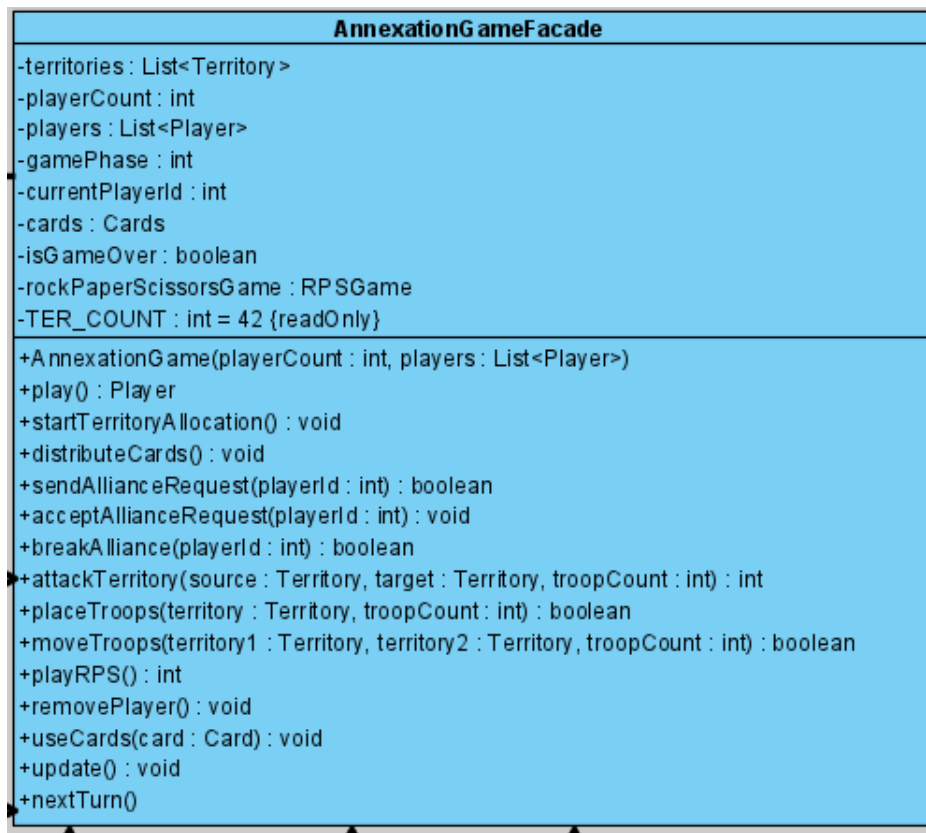 AnnexationGameFacade
-territories : List<Territory>
-playerCount : int
-players : List<Player>
-gamePhase : int
-currentPlayerId : int
-cards : Cards
-isGameOver : boolean
-rockPaperScissorsGame : RPSGame
-TER_COUNT : int = 42 {readOnly}
+AnnexationGame(playerCount : int, players : List<Player>)
+play() : Player
+startTerritoryAllocation() : void
+distributeCards() : void
+sendAllianceRequest(playerId : int) : boolean
+acceptAllianceRequest(playerId : int) : void
+breakAlliance(playerId : int) : boolean
+attackTerritory(source : Territory, target : Territory, troopCount : int) : int
+placeTroops(territory : Territory, troopCount : int) : boolean
+moveTroops(territory1 : Territory, territory2 : Territory, troopCount : int) : boolean
+playRPS() : int
+removePlayer() : void
+useCards(card : Card) : void
+update() : void
+nextTurn()